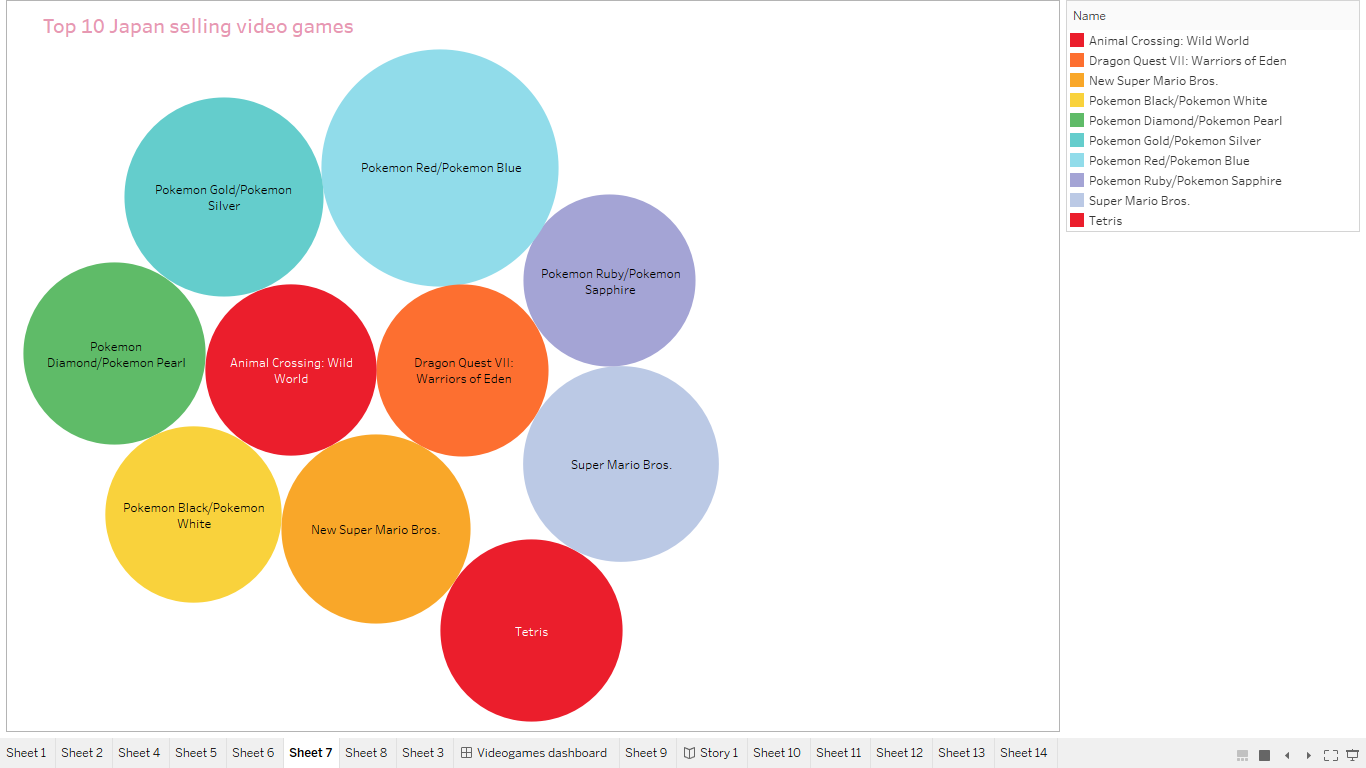 Top 10 Japan selling video games
Pokemon Red/Pokemon Blue
Pokemon Gold/Pokemon
Silver
Pokemon Ruby/Pokemon
Sapphire
Pokemon
Diamond/Pokemon Pearl
Animal Crossing: Wild
World
Dragon Quest VII:
Warriors of Eden
Super Mario Bros.
Pokemon Black/Pokemon
White
New Super Mario Bros.
Tetris
Name
Animal Crossing: Wild World
Dragon Quest VII: Warriors of Eden
New Super Mario Bros.
Pokemon Black/Pokemon White
Pokemon Diamond/Pokemon Pearl
Pokemon Gold/Pokemon Silver
Pokemon Red/Pokemon Blue
Pokemon Ruby/Pokemon Sapphire
Super Mario Bros.
Tetris
Sheet 1 Sheet 2 Sheet 4 Sheet 5 Sheet 6 Sheet 7 Sheet 8 Sheet 3 Videogames dashboard Sheet 9 Story 1 Sheet 10 Sheet 11 Sheet 12 Sheet 13 Sheet 14